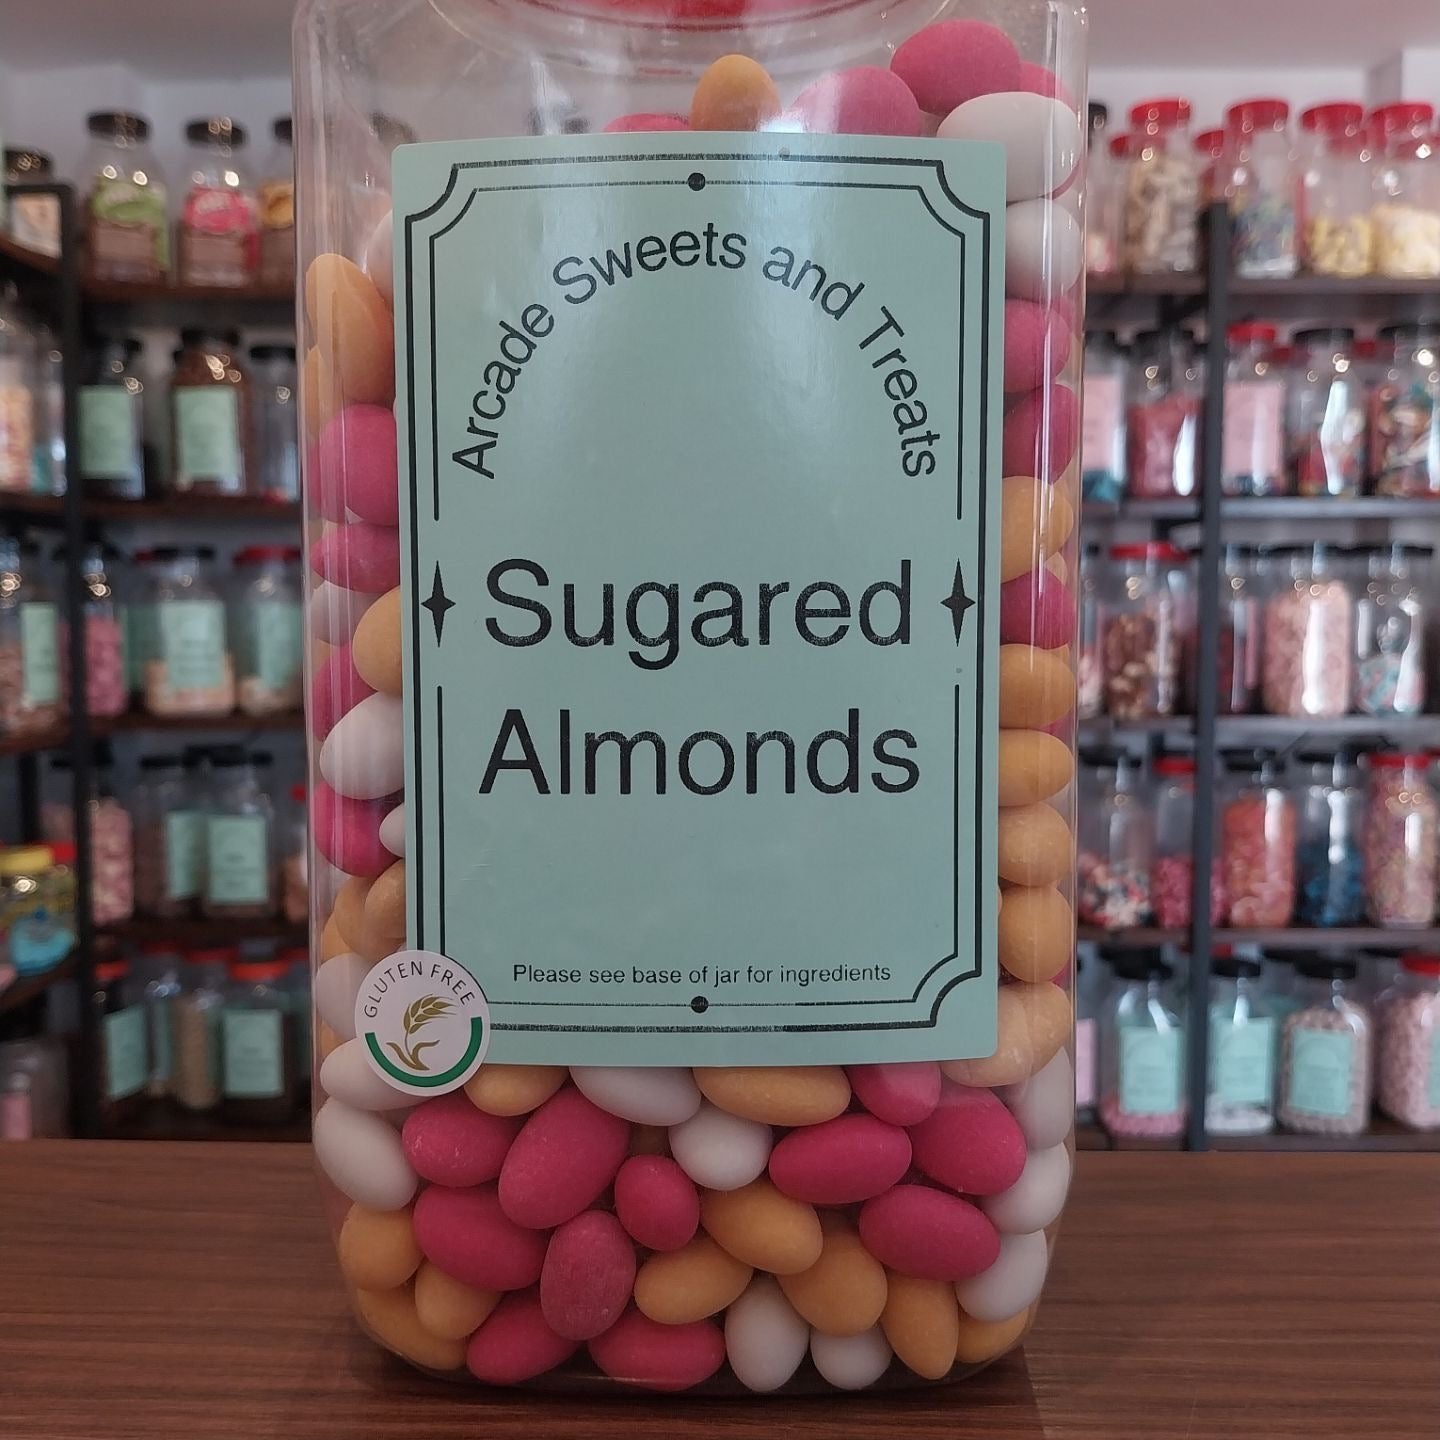 Arcade Sweets and Treats
Sugared
Almonds
Please see base of jar for ingredients
GLUTEN FREE